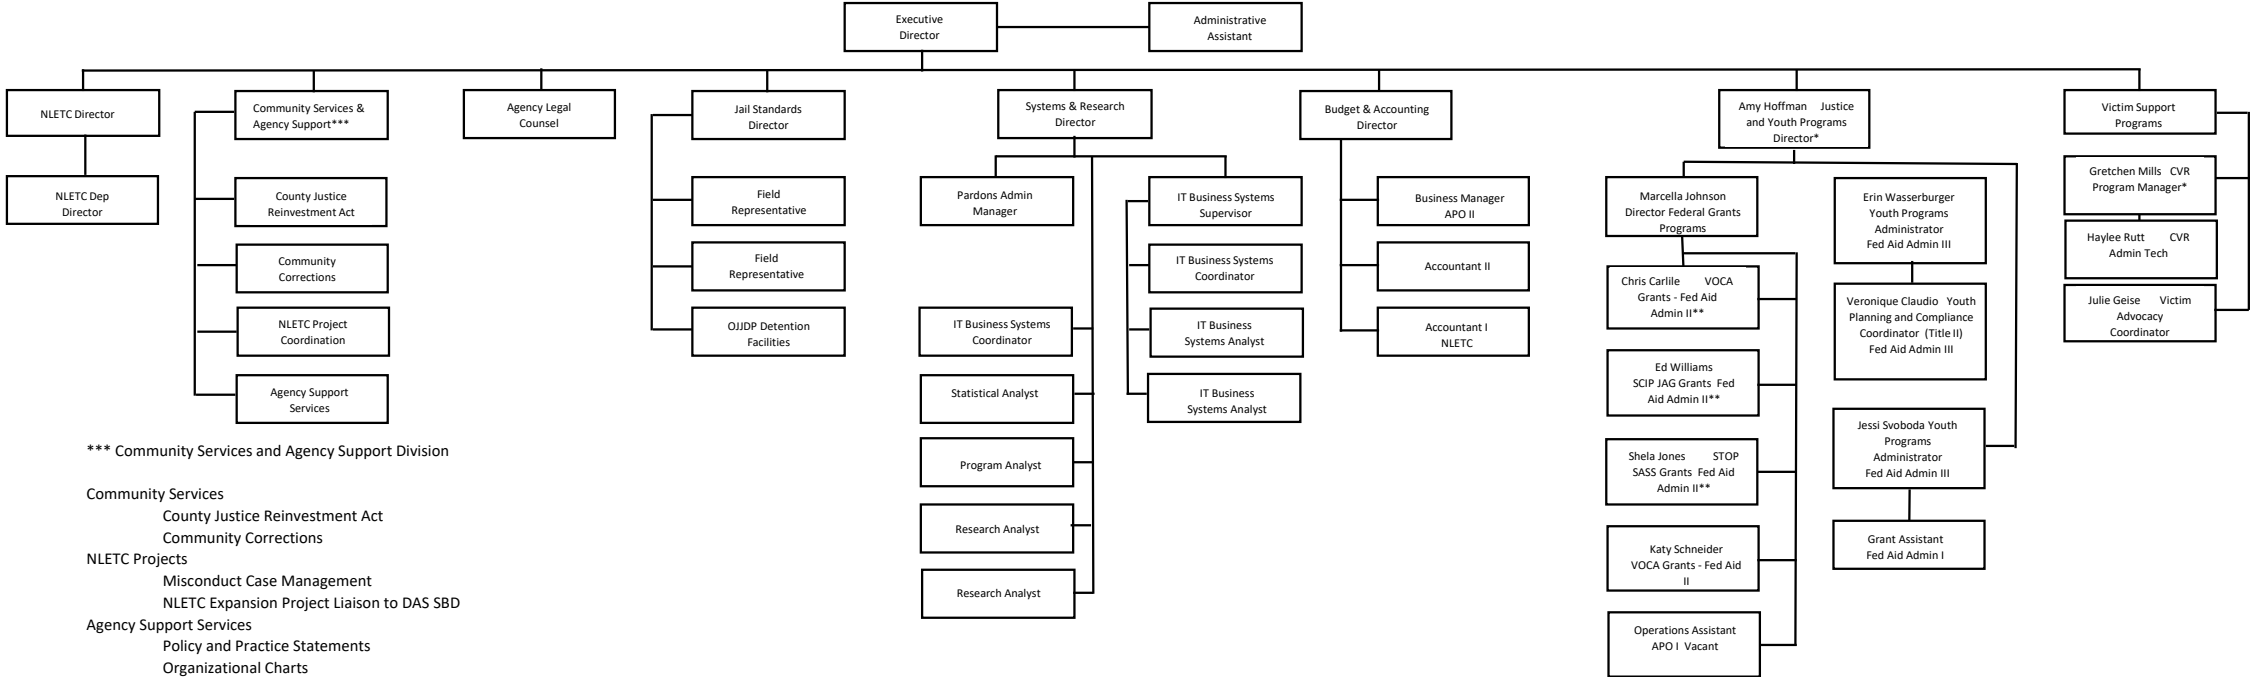 Executive
Director
Administrative
Assistant
NLETC Director
NLETC Dep
Director
Community Services &
Agency Support***
County Justice
Reinvestment Act
Community
Corrections
NLETC Project
Coordination
Agency Support
Services
Agency Legal
Counsel
Jail Standards
Director
Field
Representative
Field
Representative
OJJDP Detention
Facilities
Systems & Research
Director
Pardons Admin
Manager
IT Business Systems
Coordinator
Statistical Analyst
Program Analyst
Research Analyst
Research Analyst
IT Business Systems
Supervisor
IT Business Systems
Coordinator
IT Business
Systems Analyst
IT Business
Systems Analyst
Budget & Accounting
Director
Business Manager
APO II
Accountant II
Accountant I
NLETC
Amy Hoffman Justice
and Youth Programs
Director*
Marcella Johnson
Director Federal Grants
Programs
Chris Carlile VOCA
Grants - Fed Aid
Admin II**
Ed Williams
SCIP JAG Grants Fed
Aid Admin II**
Shela Jones STOP
SASS Grants Fed Aid
Admin II**
Katy Schneider
VOCA Grants - Fed Aid
II
Operations Assistant
APO I Vacant
Erin Wasserburger
Youth Programs
Administrator
Fed Aid Admin III
Veronique Claudio Youth
Planning and Compliance
Coordinator (Title II)
Fed Aid Admin III
Jessi Svoboda Youth
Programs
Administrator
Fed Aid Admin III
Grant Assistant
Fed Aid Admin I
Victim Support
Programs
Gretchen Mills CVR
Program Manager*
Haylee Rutt CVR
Admin Tech
Julie Geise Victim
Advocacy
Coordinator
*** Community Services and Agency Support Division
Community Services
County Justice Reinvestment Act
Community Corrections
NLETC Projects
Misconduct Case Management
NLETC Expansion Project Liaison to DAS SBD
Agency Support Services
Policy and Practice Statements
Organizational Charts